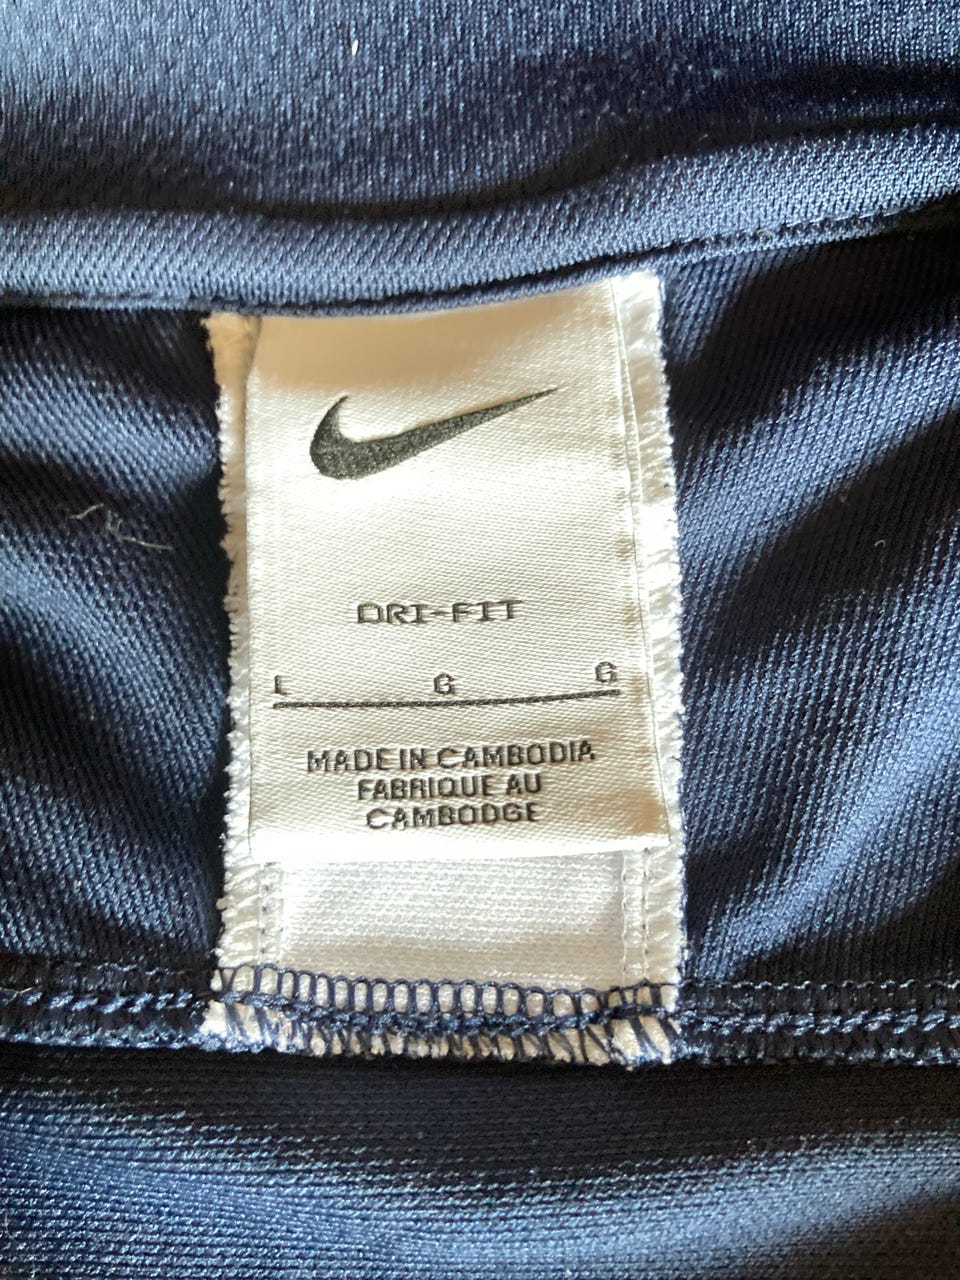 DRI-FIT
L G G
MADE IN CAMBODIA
FABRIQUE AU
CAMBODGE